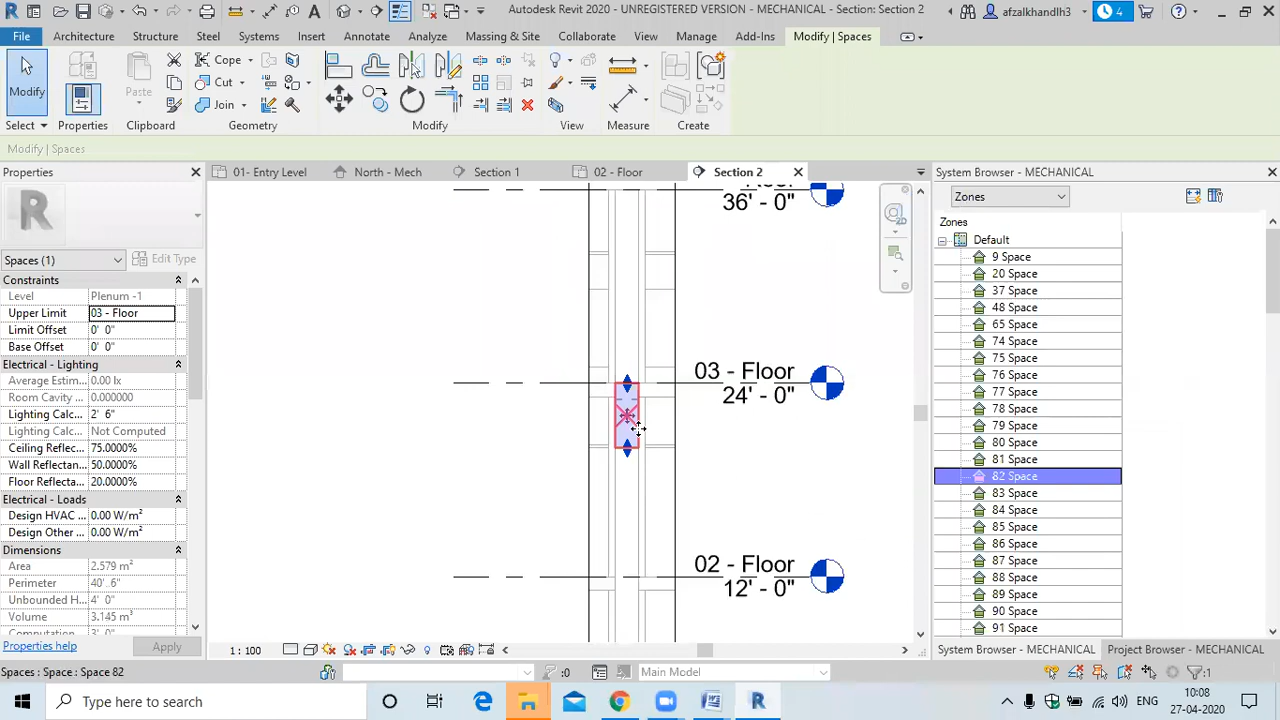 Autodesk Revit 2020 - UNREGISTERED VERSION - MECHANICAL - Section: Section 2
afzalkhandlh3
4
File Architecture Structure Steel Systems Insert Annotate Analyze Massing & Site Collaborate View Manage Add-Ins Modify | Spaces
Modify
Paste
Cope
Cut
Join
Select Properties Clipboard Geometry Modify View Measure Create
Modify | Spaces
Properties
01- Entry Level North - Mech Section 1 02 - Floor Section 2
System Browser - MECHANICAL
R
Zones
Zones
Spaces (1) Edit Type
Constraints
Level Plenum -1
Upper Limit 03 - Floor
Limit Offset 0' 0"
Base Offset 0' 0"
Electrical - Lighting
Average Estim... 0.00 lx
Room Cavity ... 0.000000
Lighting Calc... 2' 6"
Lighting Calc... Not Computed
Ceiling Reflec... 75.0000%
Wall Reflectan... 50.0000%
Floor Reflecta... 20.0000%
Electrical - Loads
Design HVAC ... 0.00 W/m²
Design Other ... 0.00 W/m²
Dimensions
Area 2.579 m²
Perimeter 40' 6"
Unbounded H... 4' 0"
Volume 3.145 m³
Properties help Apply
36' - 0"
03 - Floor
24' - 0"
02 - Floor
12' - 0"
2D
Default
9 Space
20 Space
37 Space
48 Space
65 Space
74 Space
75 Space
76 Space
77 Space
78 Space
79 Space
80 Space
81 Space
82 Space
83 Space
84 Space
85 Space
86 Space
87 Space
88 Space
89 Space
90 Space
91 Space
1 : 100
System Browser - MECHANICAL Project Browser - MECHANICAL
Spaces : Space : Space 82
:0
Main Model
:1
Type here to search
ENG
10:08
27-04-2020